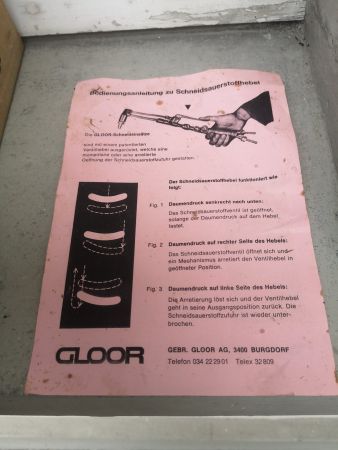 Bedienungsanleitung zu Schneidsauerstoffhebel
Die GLOOR-Schneideinsätze
sind mit einem patentierten
Ventilhebel ausgerüstet, welche eine
momentane oder eine arretierte
Oeffnung der Schneidsauerstoffzufuhr gestatten.
Der Schneidsauerstoffhebel funktioniert wie
folgt:
Fig. 1 Daumendruck senkrecht nach unten:
Das Schneidsauerstoffventil ist geöffnet,
solange der Daumendruck auf dem Hebel
lastet.
Fig. 2 Daumendruck auf rechter Seite des Hebels:
Das Schneidsauerstoffventil öffnet sich und
ein Mechanismus arretiert den Ventilhebel in
geöffneter Position.
Fig. 3 Daumendruck auf linke Seite des Hebels:
Die Arretierung löst sich und der Ventilhebel
geht in seine Ausgangsposition zurück. Die
Schneidsauerstoffzufuhr ist wieder unter-
brochen.
GLOOR
GEBR. GLOOR AG, 3400 BURGDORF
Telefon 034 22 29 01 Telex 32 809